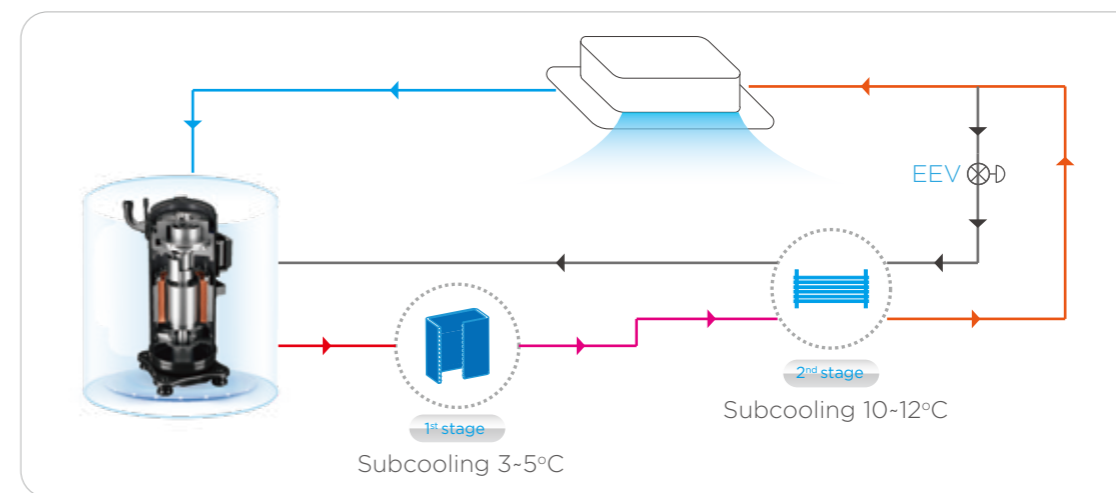 EEV
2nd stage
Subcooling 10~12°C
1st stage
Subcooling 3~5°C